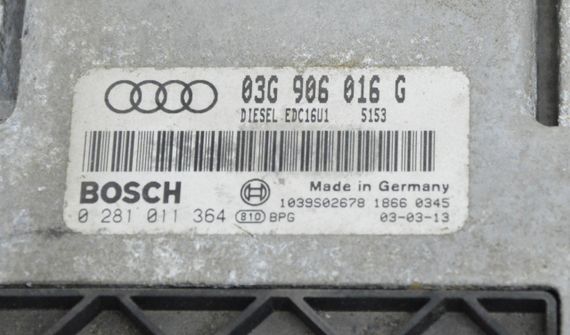 03G 906 016 G
DIESEL EDC16U1 5153
BOSCH
Made in Germany
1039S02678 1866 0345
0 281 011 364 810 BPG 03-03-13